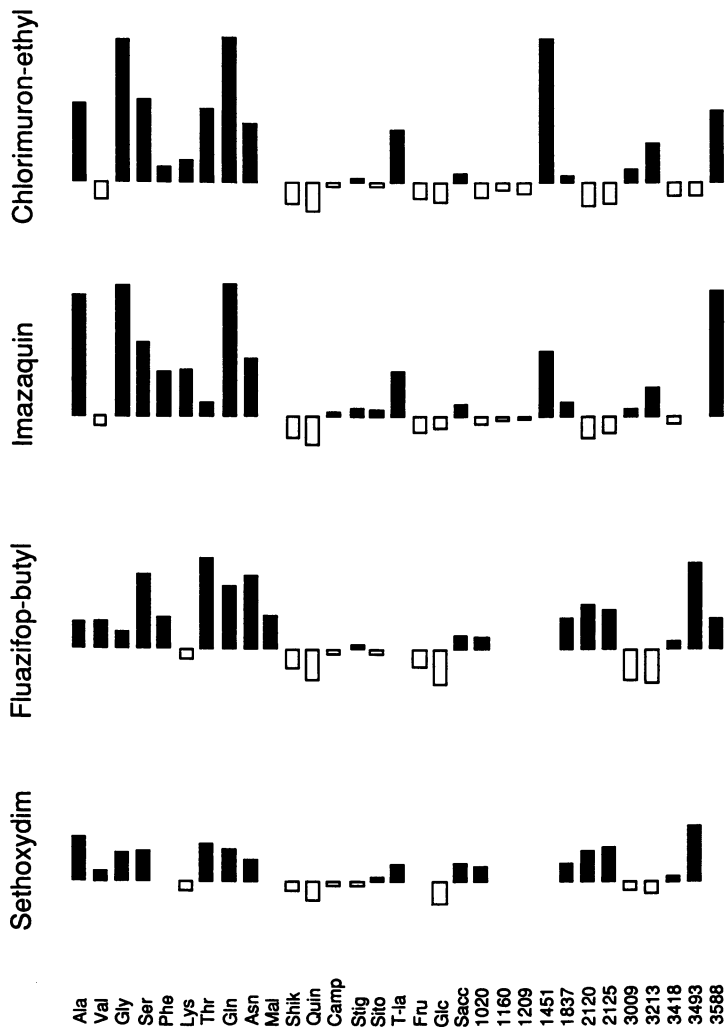 Chlorimuron-ethyl
Imazaquin
Fluazifop-butyl
Sethoxydim
Ala
Val
Gly
Ser
Phe
Lys
Thr
Gln
Asn
Mal
Shik
Quin
Camp
Stig
Sito
T-la
Fru
Glc
Sacc
1020
1160
1209
1451
1837
2120
2125
3009
3213
3418
3493
3588